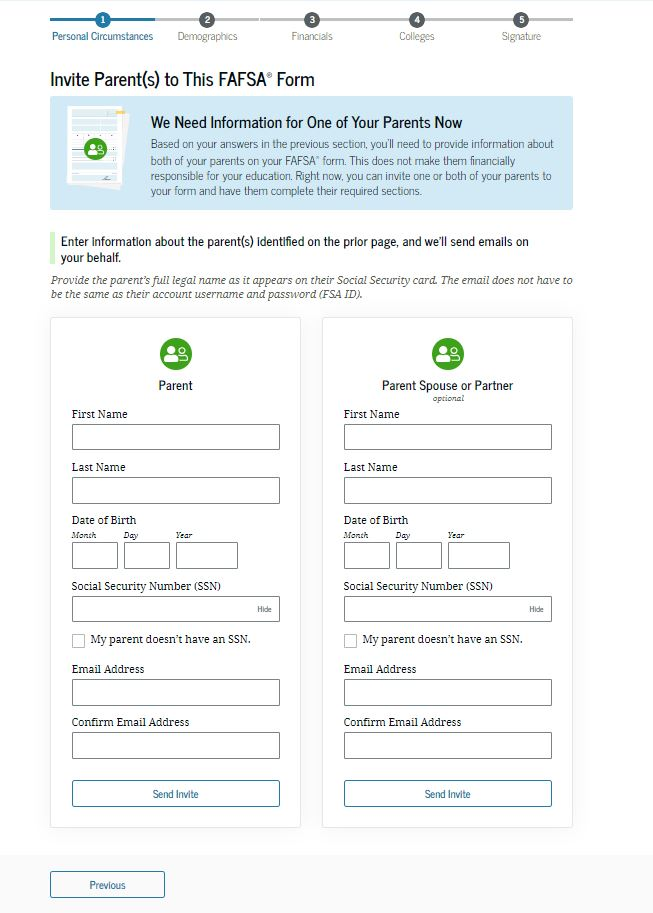 1 2 3 4 5
Personal Circumstances Demographics Financials Colleges Signature
Invite Parent(s) to This FAFSA® Form
We Need Information for One of Your Parents Now
Based on your answers in the previous section, you'll need to provide information about
both of your parents on your FAFSA® form. This does not make them financially
responsible for your education. Right now, you can invite one or both of your parents to
your form and have them complete their required sections.
Enter information about the parent(s) identified on the prior page, and we'll send emails on
your behalf.
Provide the parent's full legal name as it appears on their Social Security card. The email does not have to
be the same as their account username and password (FSA ID).
Parent
First Name
Last Name
Date of Birth
Month Day Year
Social Security Number (SSN)
Hide
My parent doesn't have an SSN.
Email Address
Confirm Email Address
Send Invite
Parent Spouse or Partner
optional
First Name
Last Name
Date of Birth
Month Day Year
Social Security Number (SSN)
Hide
My parent doesn't have an SSN.
Email Address
Confirm Email Address
Send Invite
Previous